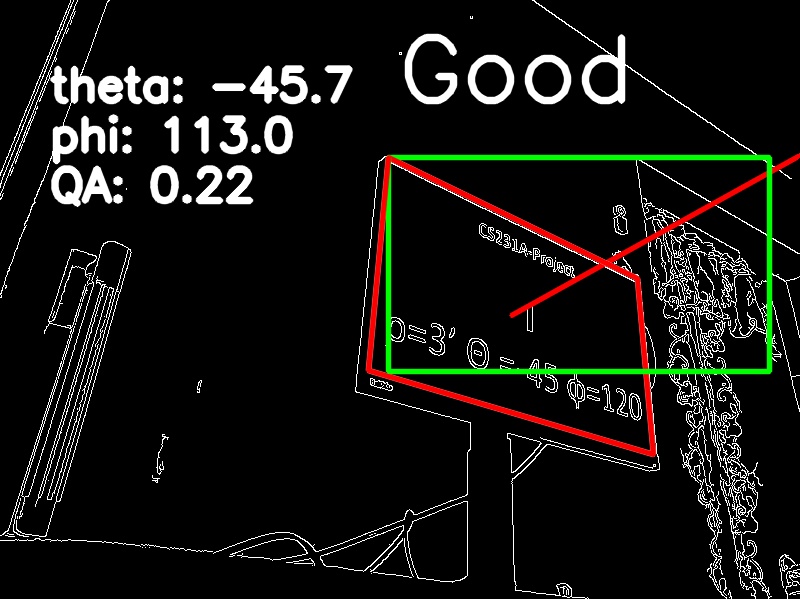 Good
theta: -45.7
phi: 113.0
QA: 0.22
CS231A-Project
ρ=3' Θ = -45 ϕ=120